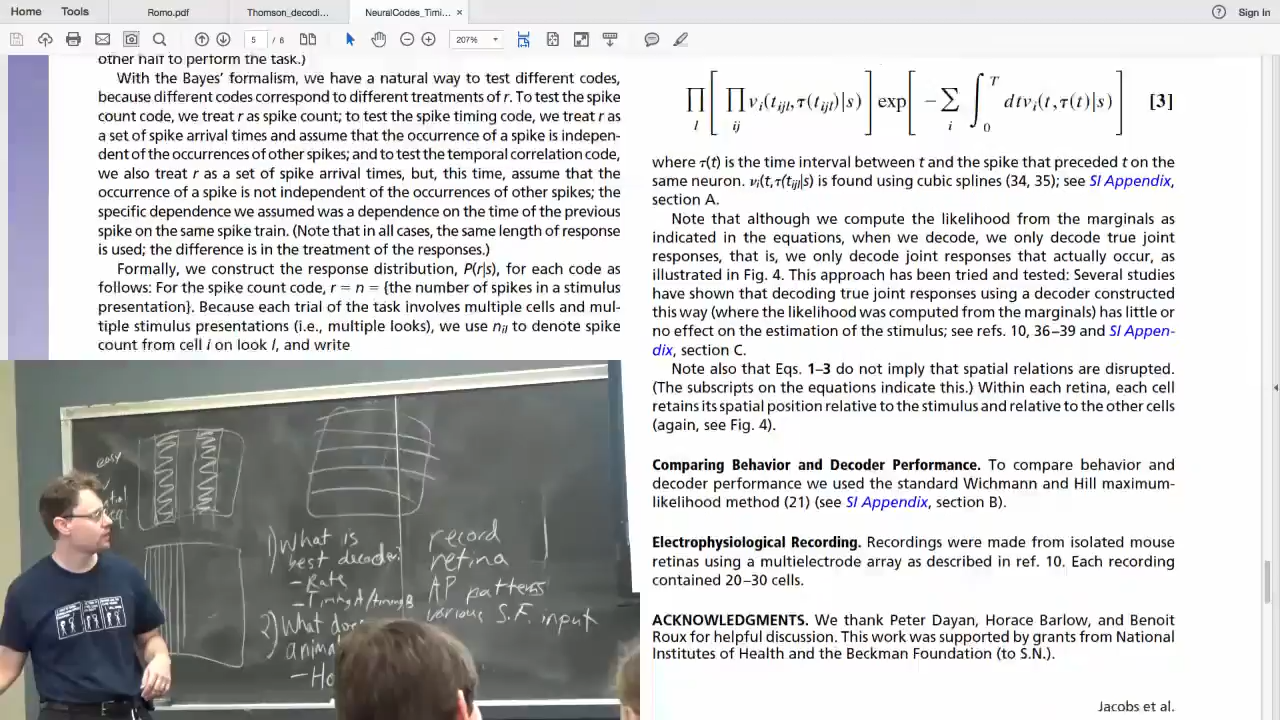 Home
Tools
Romo.pdf
Thomson_decodi...
NeuralCodes_Timi...
×
?
Sign In
5 / 6
207%
other half to perform the task.)
With the Bayes' formalism, we have a natural way to test different codes,
because different codes correspond to different treatments of r. To test the spike
count code, we treat r as spike count; to test the spike timing code, we treat r as
a set of spike arrival times and assume that the occurrence of a spike is indepen-
dent of the occurrences of other spikes; and to test the temporal correlation code,
we also treat r as a set of spike arrival times, but, this time, assume that the
occurrence of a spike is not independent of the occurrences of other spikes; the
specific dependence we assumed was a dependence on the time of the previous
spike on the same spike train. (Note that in all cases, the same length of response
is used; the difference is in the treatment of the responses.)
Formally, we construct the response distribution, P(r|s), for each code as
follows: For the spike count code, r = n = {the number of spikes in a stimulus
presentation}. Because each trial of the task involves multiple cells and mul-
tiple stimulus presentations (i.e., multiple looks), we use nil to denote spike
count from cell i on look l, and write
∏l [ ∏ij νi(tijl, τ(tijl)|s) ] exp[ −∑i ∫0T dtνi(t, τ(t)|s) ] [3]
where τ(t) is the time interval between t and the spike that preceded t on the
same neuron. νi(t,τ(tijl|s) is found using cubic splines (34, 35); see SI Appendix,
section A.
Note that although we compute the likelihood from the marginals as
indicated in the equations, when we decode, we only decode true joint
responses, that is, we only decode joint responses that actually occur, as
illustrated in Fig. 4. This approach has been tried and tested: Several studies
have shown that decoding true joint responses using a decoder constructed
this way (where the likelihood was computed from the marginals) has little or
no effect on the estimation of the stimulus; see refs. 10, 36–39 and SI Appen-
dix, section C.
Note also that Eqs. 1–3 do not imply that spatial relations are disrupted.
(The subscripts on the equations indicate this.) Within each retina, each cell
retains its spatial position relative to the stimulus and relative to the other cells
(again, see Fig. 4).
Comparing Behavior and Decoder Performance. To compare behavior and
decoder performance we used the standard Wichmann and Hill maximum-
likelihood method (21) (see SI Appendix, section B).
Electrophysiological Recording. Recordings were made from isolated mouse
retinas using a multielectrode array as described in ref. 10. Each recording
contained 20–30 cells.
ACKNOWLEDGMENTS. We thank Peter Dayan, Horace Barlow, and Benoit
Roux for helpful discussion. This work was supported by grants from National
Institutes of Health and the Beckman Foundation (to S.N.).
Jacobs et al.
easy
1) What is
best decoder?
- Rate
- Timing A/timing B
2) What does
anima
- Ho
record
retina
AP patterns
various S.F. input